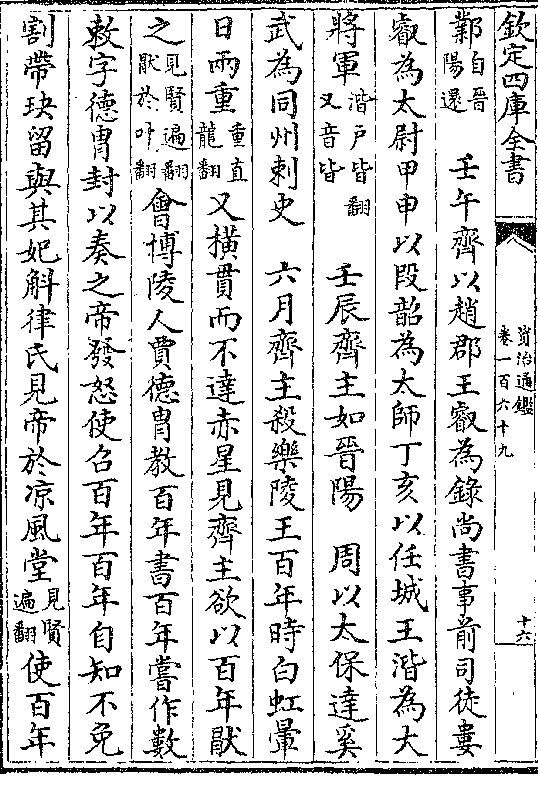 欽定四庫全書
資治通鑑
卷一百六十九
十六
鄴自晉陽還 壬午齊以趙郡王叡為錄尚書事前司徒婁
叡為太尉甲申以段韶為太師丁亥以任城王湝為大
將軍湝戶皆翻又音皆 壬辰齊主如晉陽 周以太保達奚
武為同州刺史 六月齊主殺樂陵王百年時白虹暈
日兩重重直龍翻又橫貫而不達赤星見齊主欲以百年厭
之見賢遍翻厭於叶翻會博陵人賈德胄教百年書百年嘗作數
敕字德胄封以奏之帝發怒使召百年百年自知不免
割帶玦留與其妃斛律氏見帝於凉風堂見賢遍翻使百年